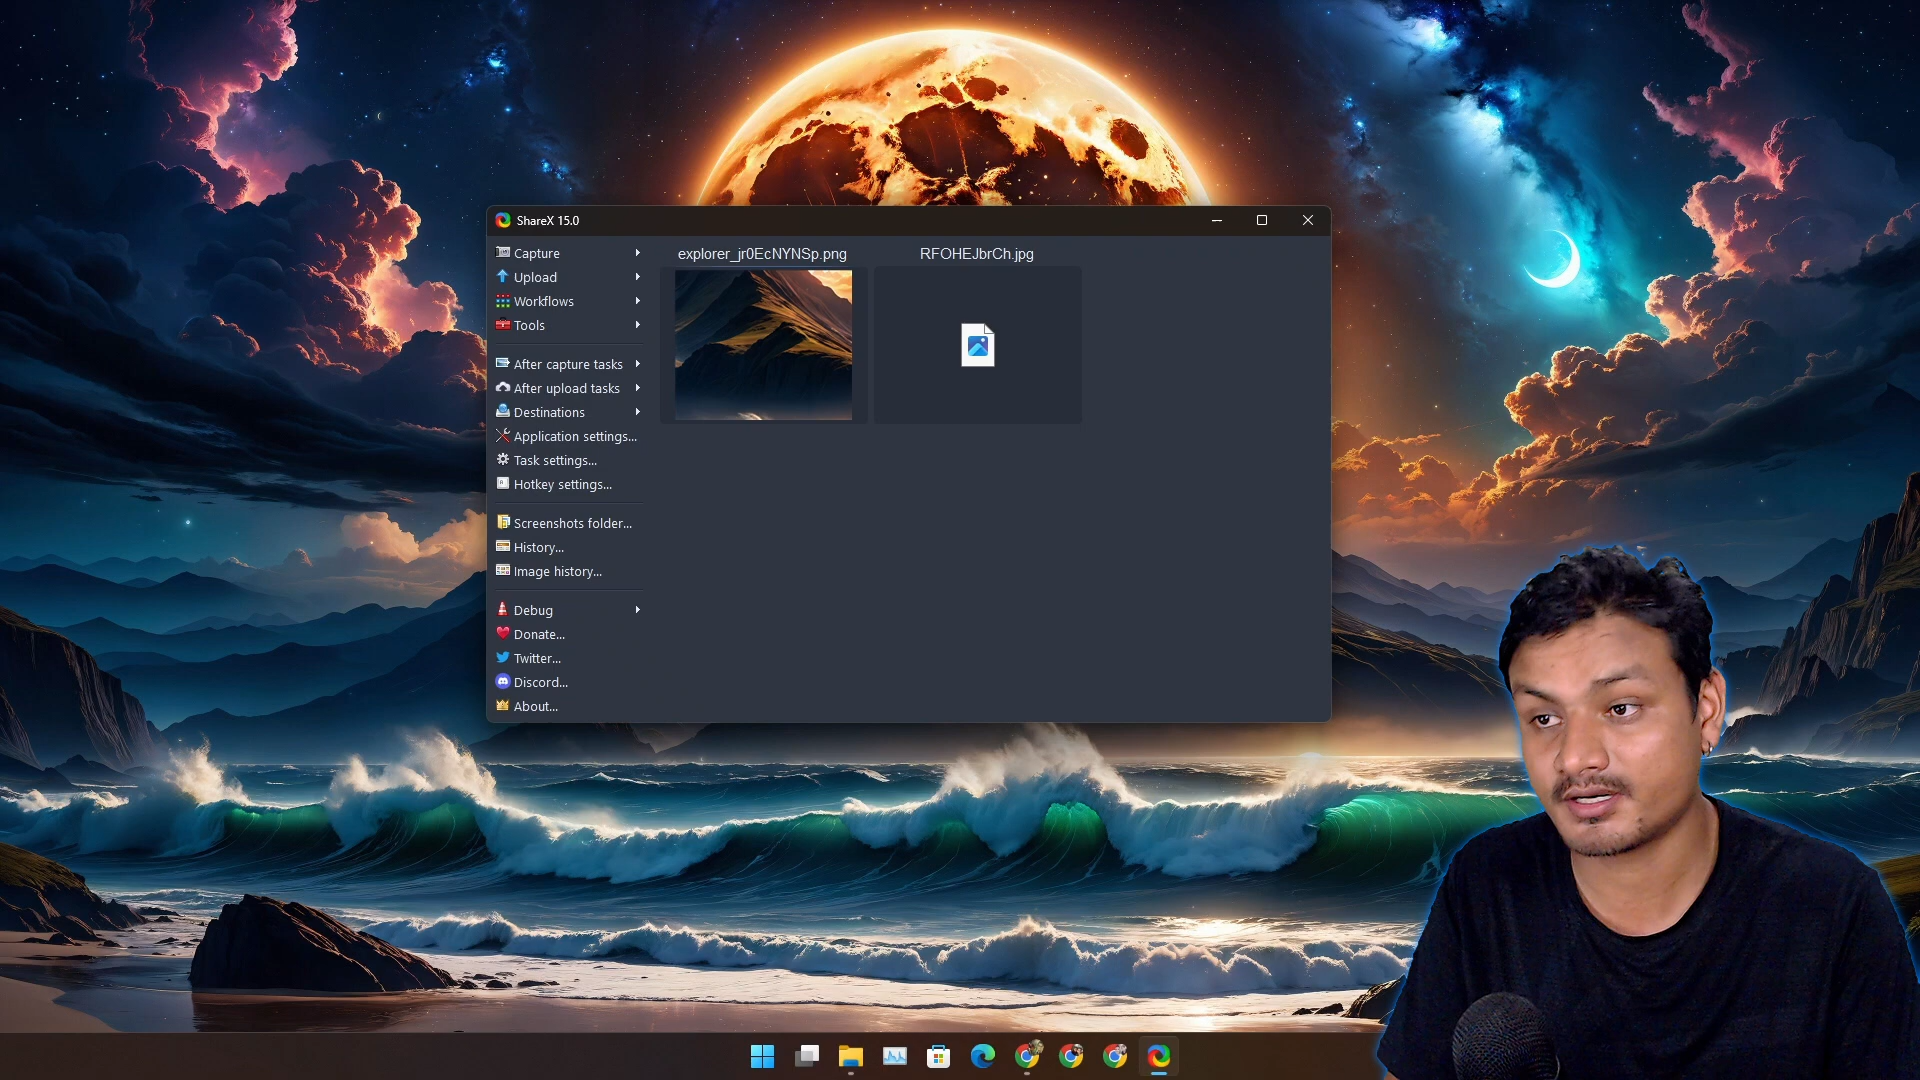 ShareX 15.0
Capture
Upload
Workflows
Tools
After capture tasks
After upload tasks
Destinations
Application settings...
Task settings...
Hotkey settings...
Screenshots folder...
History...
Image history...
Debug
Donate...
Twitter...
Discord...
About...
explorer_jr0EcNYNSp.png
RFOHEJbrCh.jpg